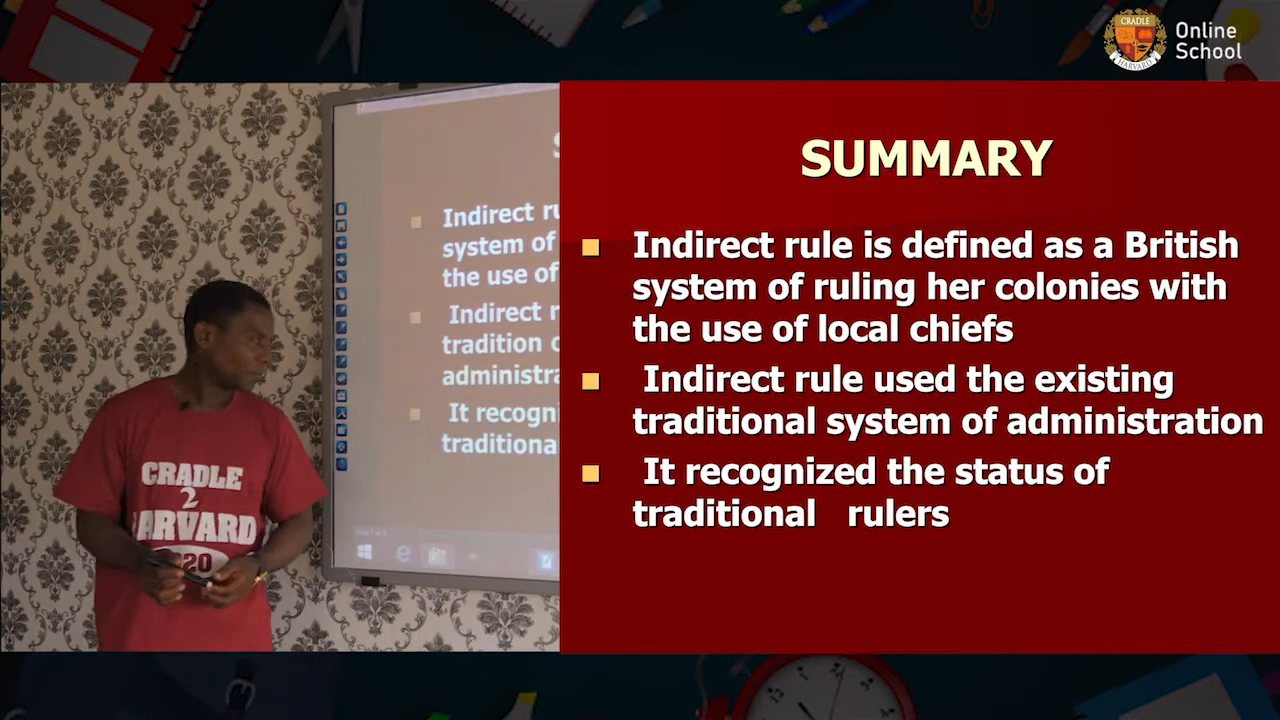 CRADLE
HARVARD
Online
School
SUMMARY
Indirect rule is defined as a British
system of ruling her colonies with
the use of local chiefs
Indirect rule used the existing
traditional system of administration
It recognized the status of
traditional rulers
Indirect ru
system of
the use of
Indirect r
tradition
administra
It recogni
traditiona
CRADLE
2
HARVARD
20